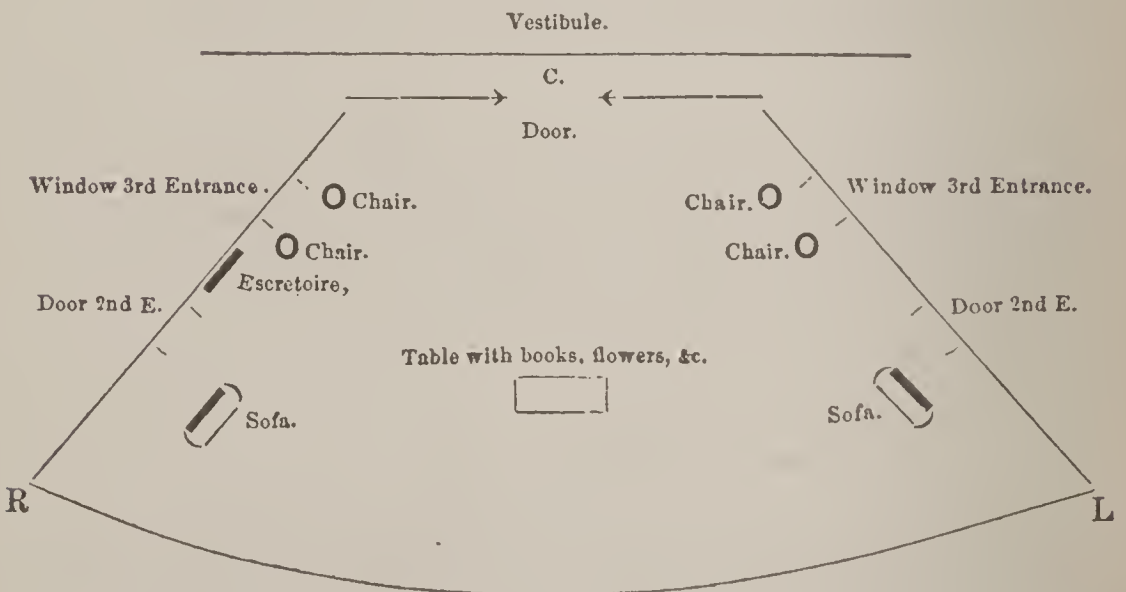 Vestibule.
C.
Door.
Window 3rd Entrance. Chair. Chair. Window 3rd Entrance.
Chair. Chair.
Escretoire,
Door 2nd E. Door 2nd E.
Table with books, flowers, &c.
Sofa. Sofa.
R L